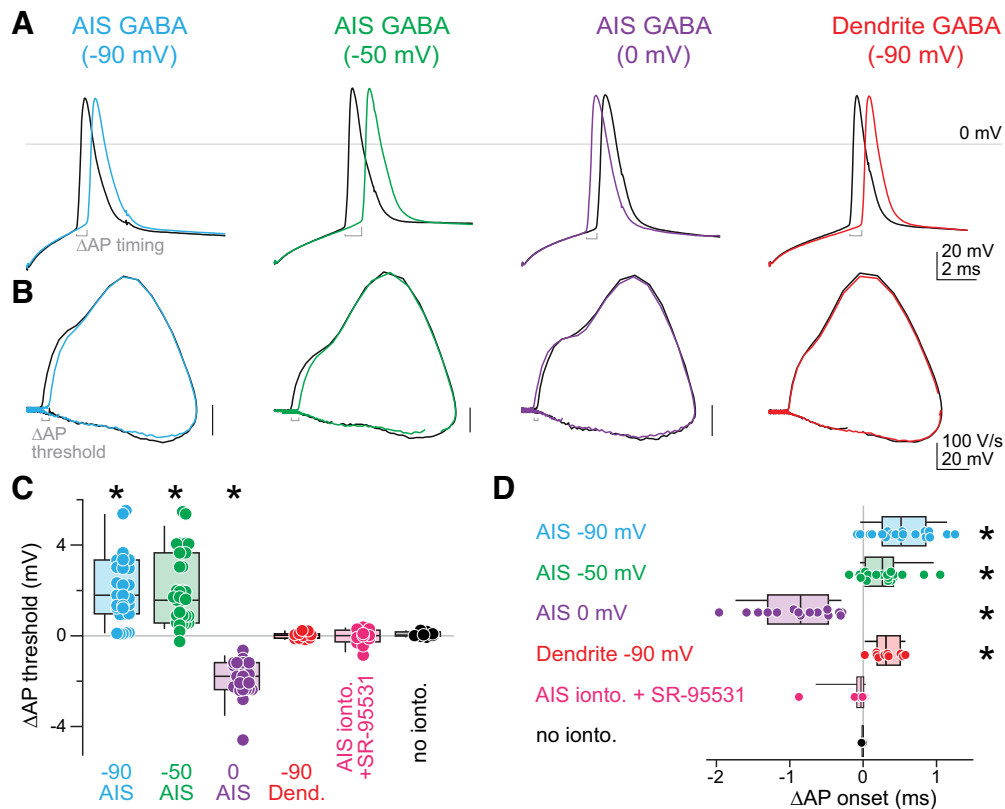 A
AIS GABA
(-90 mV)
AIS GABA
(-50 mV)
AIS GABA
(0 mV)
Dendrite GABA
(-90 mV)
0 mV
ΔAP timing
20 mV
2 ms
B
ΔAP
threshold
100 V/s
20 mV
C
* * *
ΔAP threshold (mV)
4
0
-4
-90
AIS
-50
AIS
0
AIS
-90
Dend.
AIS ionto.
+SR-95531
no ionto.
D
AIS -90 mV *
AIS -50 mV *
AIS 0 mV *
Dendrite -90 mV *
AIS ionto. + SR-95531
no ionto.
-2 -1 0 1
ΔAP onset (ms)